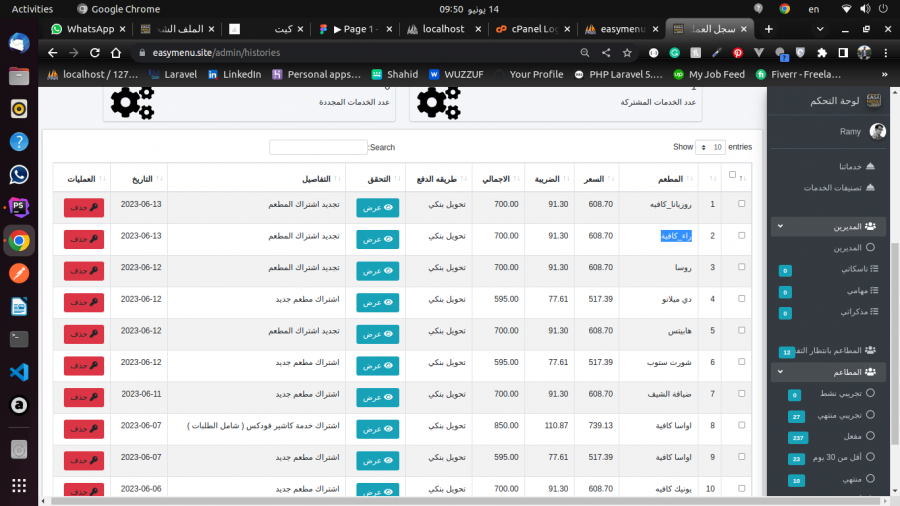 Activities
Google Chrome
14 يونيو 09:50
en
WhatsApp
الملف الش
كيت
Page 1
localhost
cPanel Log
easymenu
سجل العما
easymenu.site/admin/histories
localhost / 127...
Laravel
LinkedIn
Personal apps...
Shahid
WUZZUF
Your Profile
PHP Laravel S...
My Job Feed
Fiverr - Freela...
لوحة التحكم
Ramy
خدماتنا
تصنيفات الخدمات
المديرين
المديرين
تاسكاتي 0
مهامي 0
مذكراتي 0
المطاعم بانتظار التف 12
المطاعم
تجريبي نشط 0
تجريبي منتهي 27
مفعل 237
أقل من 30 يوم 23
منتهي 10
1
عدد الخدمات المشتركة
0
عدد الخدمات المجددة
Show 10 entries
Search:
المطعم السعر الضريبة الاجمالي طريقه الدفع التحقق التفاصيل التاريخ العمليات
1 روزيانا_كافيه 608.70 91.30 700.00 تحويل بنكي عرض تجديد اشتراك المطعم 2023-06-13 حذف
2 راء_كافية 608.70 91.30 700.00 تحويل بنكي عرض تجديد اشتراك المطعم 2023-06-13 حذف
3 روسا 608.70 91.30 700.00 تحويل بنكي عرض تجديد اشتراك المطعم 2023-06-12 حذف
4 دي ميلانو 517.39 77.61 595.00 تحويل بنكي عرض اشتراك مطعم جديد 2023-06-12 حذف
5 هابيتس 608.70 91.30 700.00 تحويل بنكي عرض تجديد اشتراك المطعم 2023-06-12 حذف
6 شورت ستوب 517.39 77.61 595.00 تحويل بنكي عرض اشتراك مطعم جديد 2023-06-12 حذف
7 ضيافة الشيف 608.70 91.30 700.00 تحويل بنكي عرض اشتراك مطعم جديد 2023-06-11 حذف
8 اواسا كافية 739.13 110.87 850.00 تحويل بنكي عرض اشتراك خدمة كاشير فودكس ( شامل الطلبات ) 2023-06-07 حذف
9 اواسا كافية 517.39 77.61 595.00 تحويل بنكي عرض اشتراك مطعم جديد 2023-06-07 حذف
10 يونيك كافيه 608.70 91.30 700.00 تحويل بنكي عرض اشتراك مطعم جديد 2023-06-06 حذف